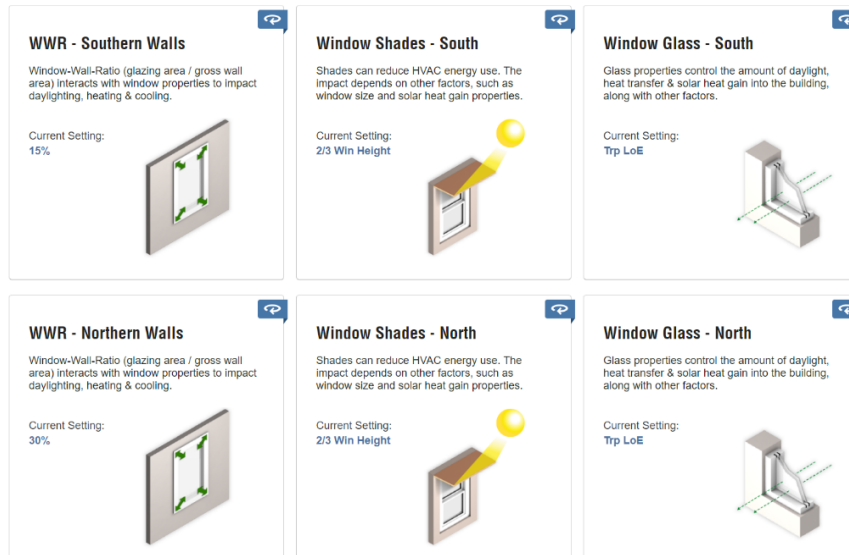 WWR - Southern Walls
Window-Wall-Ratio (glazing area / gross wall
area) interacts with window properties to impact
daylighting, heating & cooling.
Current Setting:
15%
Window Shades - South
Shades can reduce HVAC energy use. The
impact depends on other factors, such as
window size and solar heat gain properties.
Current Setting:
2/3 Win Height
Window Glass - South
Glass properties control the amount of daylight,
heat transfer & solar heat gain into the building,
along with other factors.
Current Setting:
Trp LoE
WWR - Northern Walls
Window-Wall-Ratio (glazing area / gross wall
area) interacts with window properties to impact
daylighting, heating & cooling.
Current Setting:
30%
Window Shades - North
Shades can reduce HVAC energy use. The
impact depends on other factors, such as
window size and solar heat gain properties.
Current Setting:
2/3 Win Height
Window Glass - North
Glass properties control the amount of daylight,
heat transfer & solar heat gain into the building,
along with other factors.
Current Setting:
Trp LoE